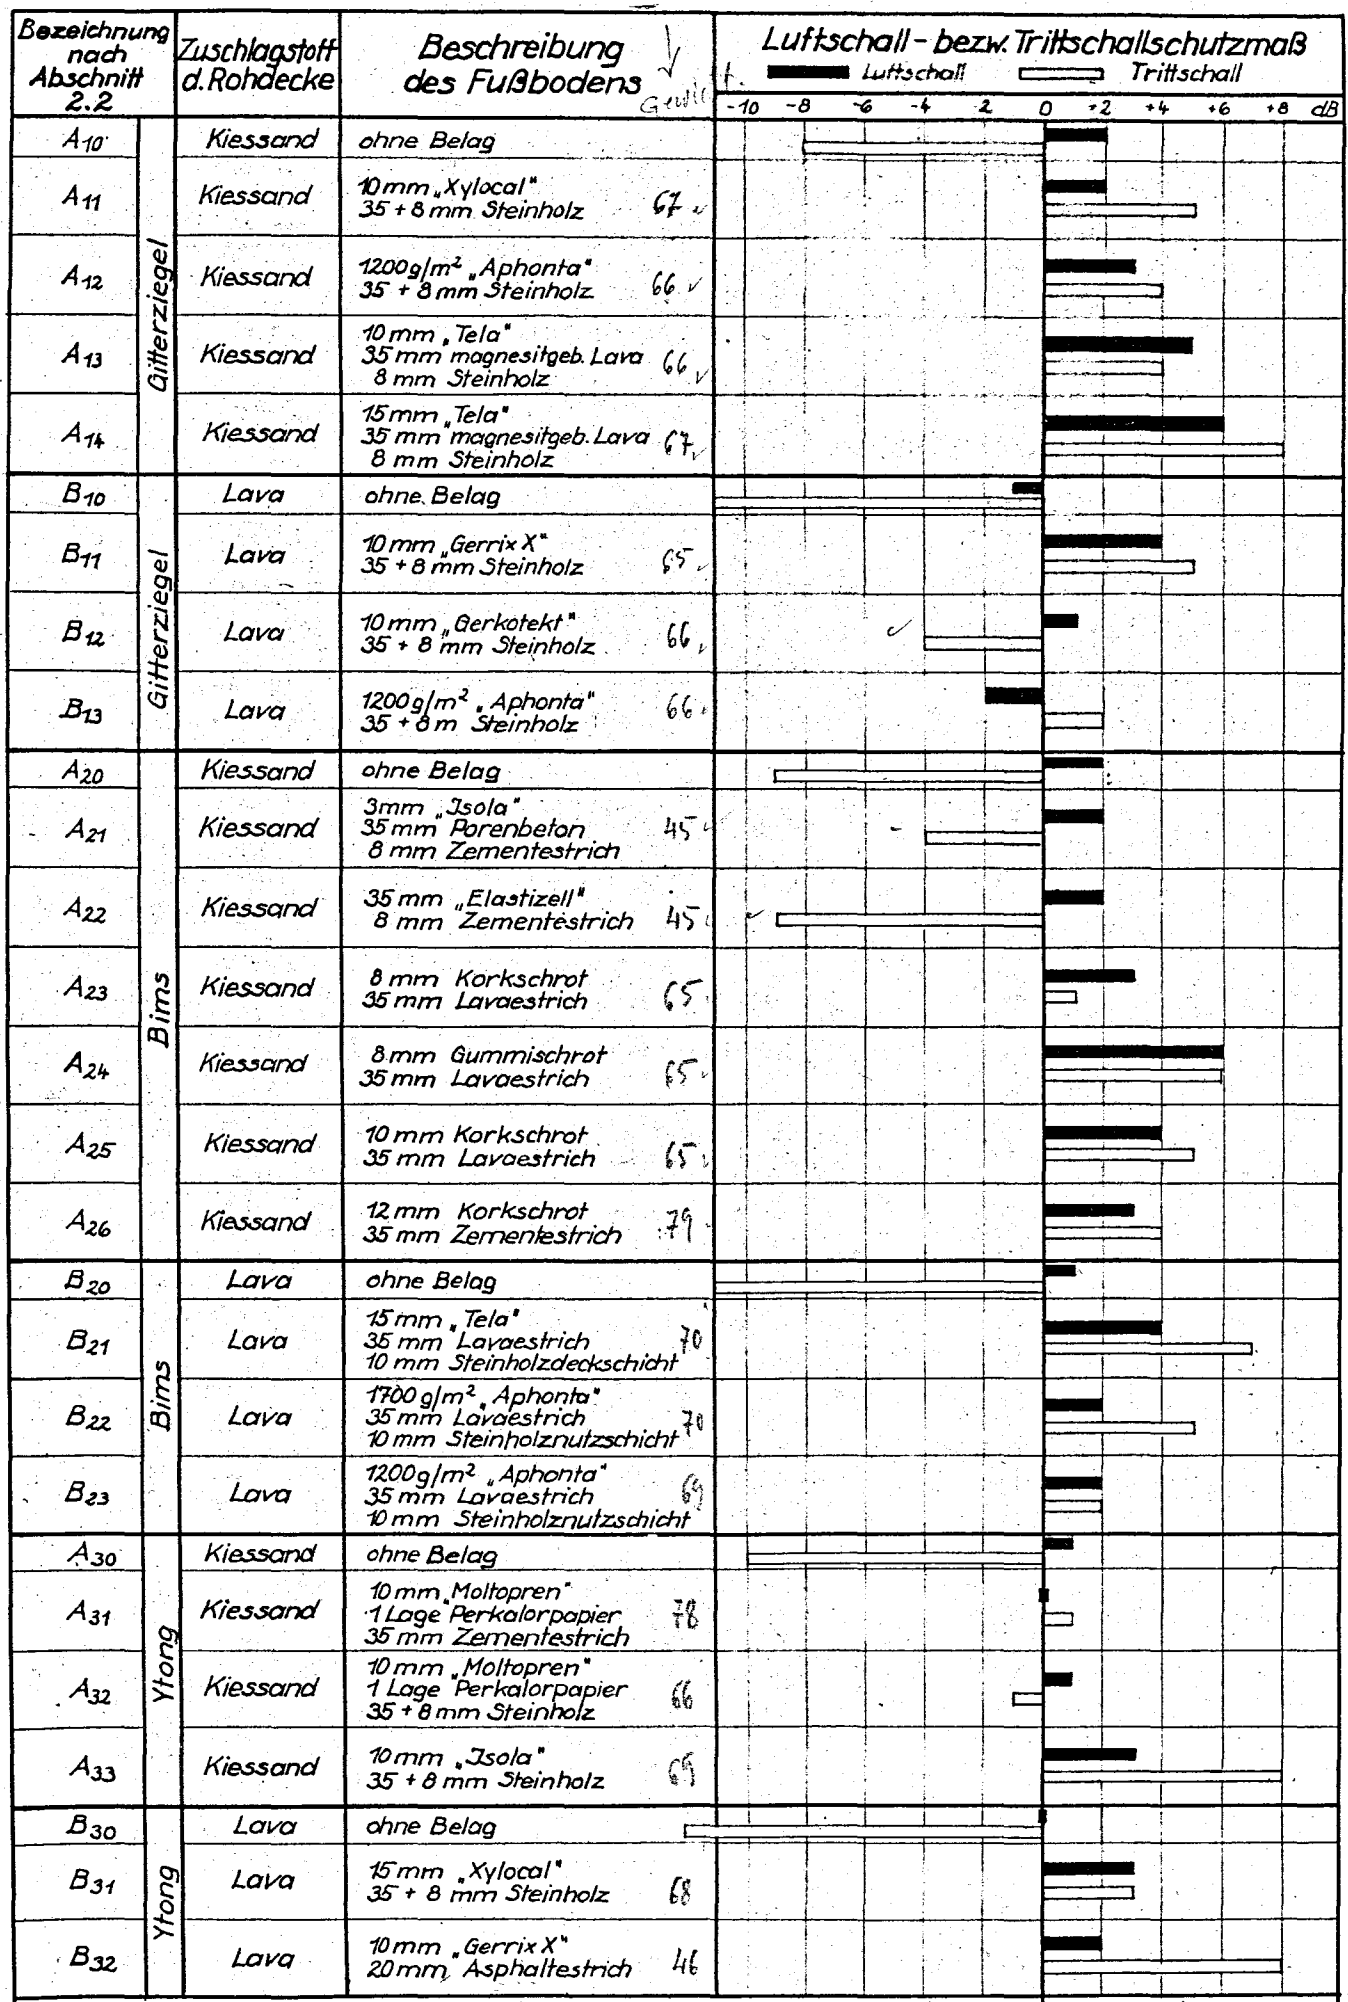 Bezeichnung
nach
Abschnitt
2.2
Zuschlagstoff
d. Rohdecke
Beschreibung
des Fußbodens
Luftschall - bezw. Trittschallschutzmaß
Luftschall Trittschall
-10 -8 -6 -4 -2 0 +2 +4 +6 +8 dB
Gitterziegel
A10 Kiessand ohne Belag
A11 Kiessand 10 mm „Xylocal"
35 + 8 mm Steinholz 67
A12 Kiessand 1200 g/m² „Aphonta"
35 + 8 mm Steinholz 66
A13 Kiessand 10 mm „Tela"
35 mm magnesitgeb. Lava 66
8 mm Steinholz
A14 Kiessand 15 mm „Tela"
35 mm magnesitgeb. Lava 67
8 mm Steinholz
Gitterziegel
B10 Lava ohne Belag
B11 Lava 10 mm „Gerrix X"
35 + 8 mm Steinholz 65
B12 Lava 10 mm „Gerkotekt"
35 + 8 mm Steinholz 66
B13 Lava 1200 g/m² „Aphonta" 66
35 + 8 m Steinholz
Bims
A20 Kiessand ohne Belag
A21 Kiessand 3mm „Isola"
35 mm Porenbeton 45
8 mm Zementestrich
A22 Kiessand 35 mm „Elastizell"
8 mm Zementestrich 45
A23 Kiessand 8 mm Korkschrot
35 mm Lavaestrich 65
A24 Kiessand 8 mm Gummischrot
35 mm Lavaestrich 65
A25 Kiessand 10 mm Korkschrot
35 mm Lavaestrich 65
A26 Kiessand 12 mm Korkschrot
35 mm Zementestrich 79
Bims
B20 Lava ohne Belag
B21 Lava 15 mm „Tela"
35 mm Lavaestrich 70
10 mm Steinholzdeckschicht
B22 Lava 1700 g/m² „Aphonta"
35 mm Lavaestrich 70
10 mm Steinholznutzschicht
B23 Lava 1200 g/m² „Aphonta"
35 mm Lavaestrich 69
10 mm Steinholznutzschicht
Ytong
A30 Kiessand ohne Belag
A31 Kiessand 10 mm „Moltopren"
1 Lage Perkalorpapier 78
35 mm Zementestrich
A32 Kiessand 10 mm „Moltopren"
1 Lage Perkalorpapier 66
35 + 8 mm Steinholz
A33 Kiessand 10 mm „Isola"
35 + 8 mm Steinholz 69
Ytong
B30 Lava ohne Belag
B31 Lava 15 mm „Xylocal"
35 + 8 mm Steinholz 68
B32 Lava 10 mm „Gerrix X"
20 mm Asphaltestrich 46